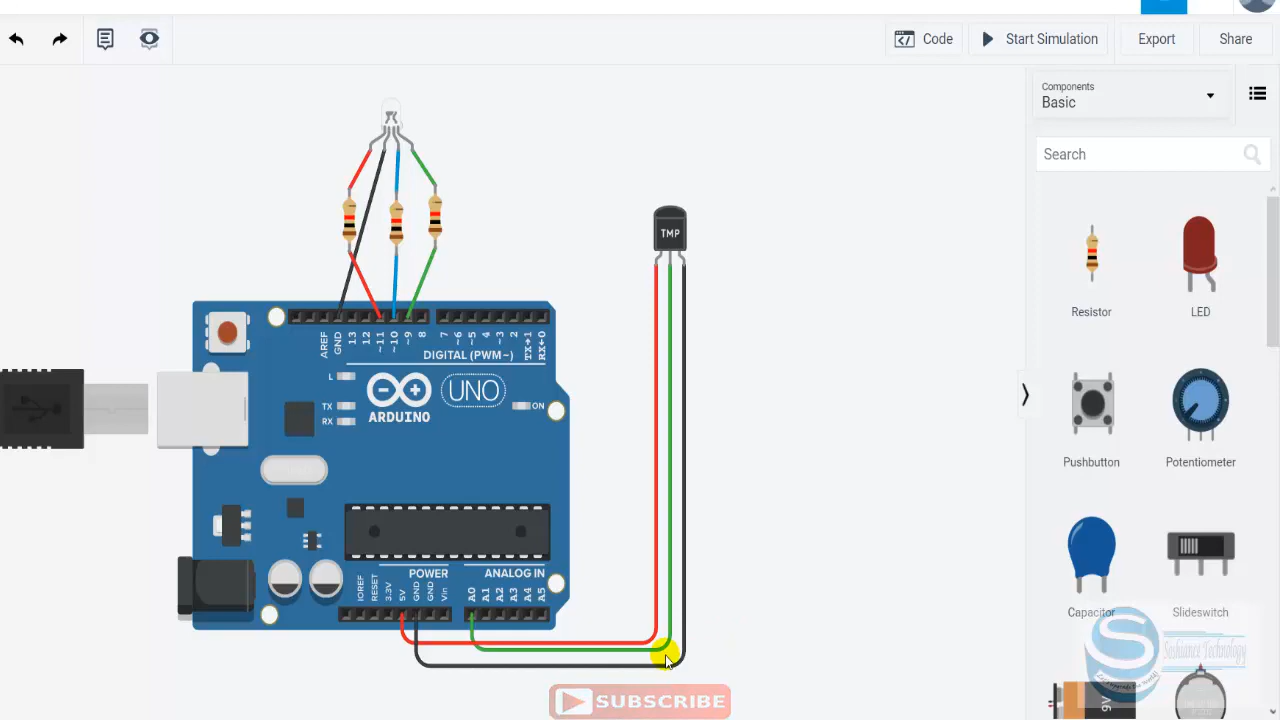 Code
Start Simulation
Export
Share
Components
Basic
Search
Resistor
LED
Pushbutton
Potentiometer
Capacitor
Slideswitch
9V
TMP
AREF
GND
13
12
~11
~10
~9
8
7
~6
~5
4
~3
2
TX→1
RX←0
DIGITAL (PWM~)
L
TX
RX
ARDUINO
UNO
ON
POWER
ANALOG IN
IOREF
RESET
3.3V
5V
GND
GND
Vin
A0
A1
A2
A3
A4
A5
SUBSCRIBE
Technology